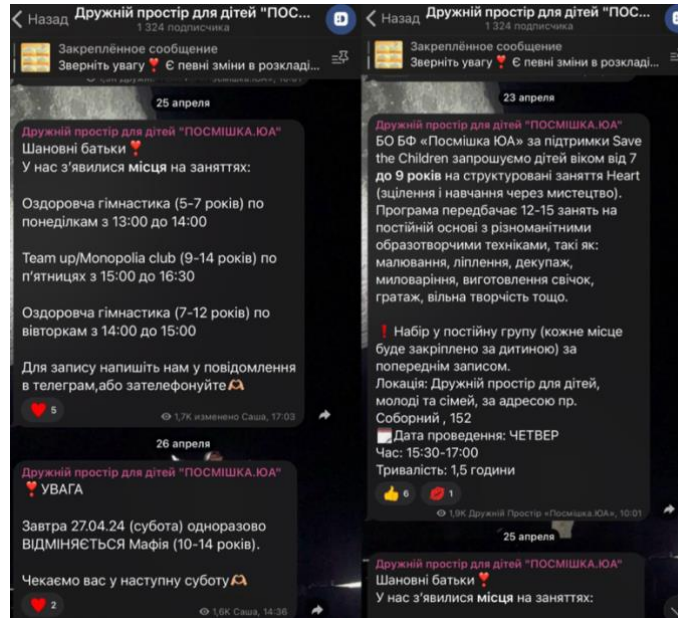 Назад
Дружній простір для дітей "ПОС...
1 324 подписчика
Закреплённое сообщение
Зверніть увагу❣ Є певні зміни в розкладі...
25 апреля
Дружній простір для дітей "ПОСМІШКА.ЮА"
Шановні батьки❣
У нас з'явилися місця на заняттях:
Оздоровча гімнастика (5-7 років) по
понеділкам з 13:00 до 14:00
Team up/Monopolia club (9-14 років) по
п'ятницях з 15:00 до 16:30
Оздоровча гімнастика (7-12 років) по
вівторкам з 14:00 до 15:00
Для запису напишіть нам у повідомлення
в телеграм,або зателефонуйте🫶
❤ 5
1,7K изменено Саша, 17:03
26 апреля
Дружній простір для дітей "ПОСМІШКА.ЮА"
❣УВАГА
Завтра 27.04.24 (субота) одноразово
ВІДМІНЯЄТЬСЯ Мафія (10-14 років).
Чекаємо вас у наступну суботу🫶
❤ 2
1,6K Саша, 14:36
Назад
Дружній простір для дітей "ПОС...
1 324 подписчика
Закреплённое сообщение
Зверніть увагу❣ Є певні зміни в розкладі...
23 апреля
Дружній простір для дітей "ПОСМІШКА.ЮА"
БО БФ «Посмішка ЮА» за підтримки Save
the Children запрошуємо дітей віком від 7
до 9 років на структуровані заняття Heart
(зцілення і навчання через мистецтво).
Програма передбачає 12-15 занять на
постійній основі з різноманітними
образотворчими техніками, такі як:
малювання, ліплення, декупаж,
миловаріння, виготовлення свічок,
гратаж, вільна творчість тощо.
❗Набір у постійну групу (кожне місце
буде закріплено за дитиною) за
попереднім записом.
Локація: Дружній простір для дітей,
молоді та сімей, за адресою пр.
Соборний , 152
🗓Дата проведення: ЧЕТВЕР
Час: 15:30-17:00
Тривалість: 1,5 години
👍 6 💋 1
1,9K Дружній Простір «Посмішка.ЮА», 10:01
25 апреля
Дружній простір для дітей "ПОСМІШКА.ЮА"
Шановні батьки❣
У нас з'явилися місця на заняттях: